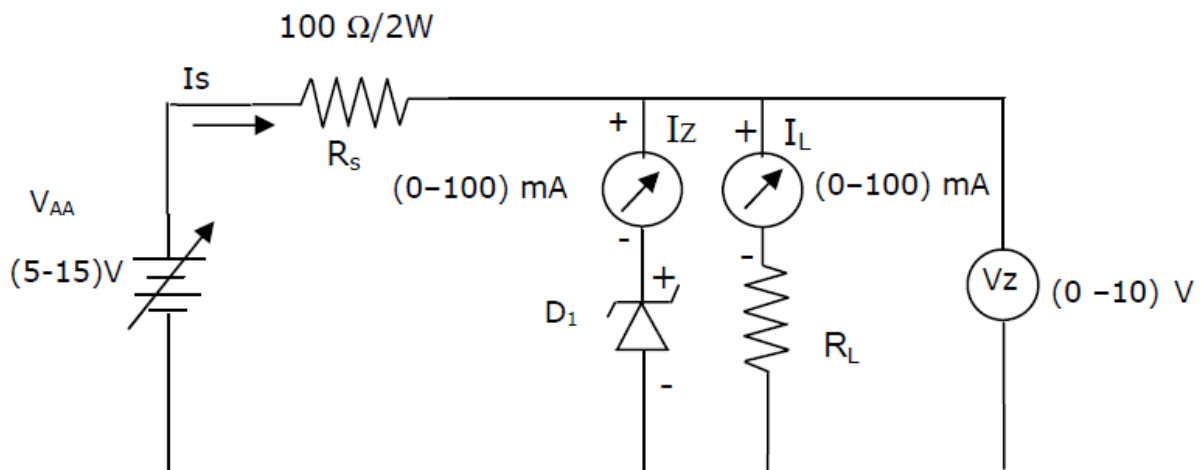 100 Ω/2W
Is
Rs
+ IZ + IL
(0–100) mA (0–100) mA
VAA
(5-15)V
- -
+
D1
RL
-
Vz (0 –10) V